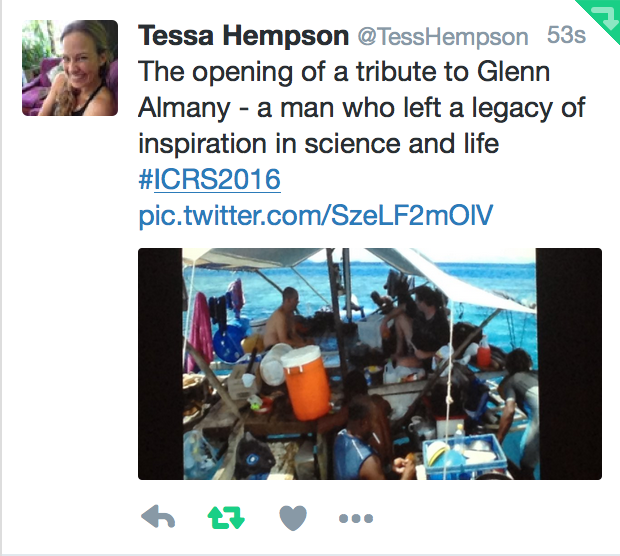 Tessa Hempson @TessHempson 53s
The opening of a tribute to Glenn
Almany - a man who left a legacy of
inspiration in science and life
#ICRS2016
pic.twitter.com/SzeLF2mOlV